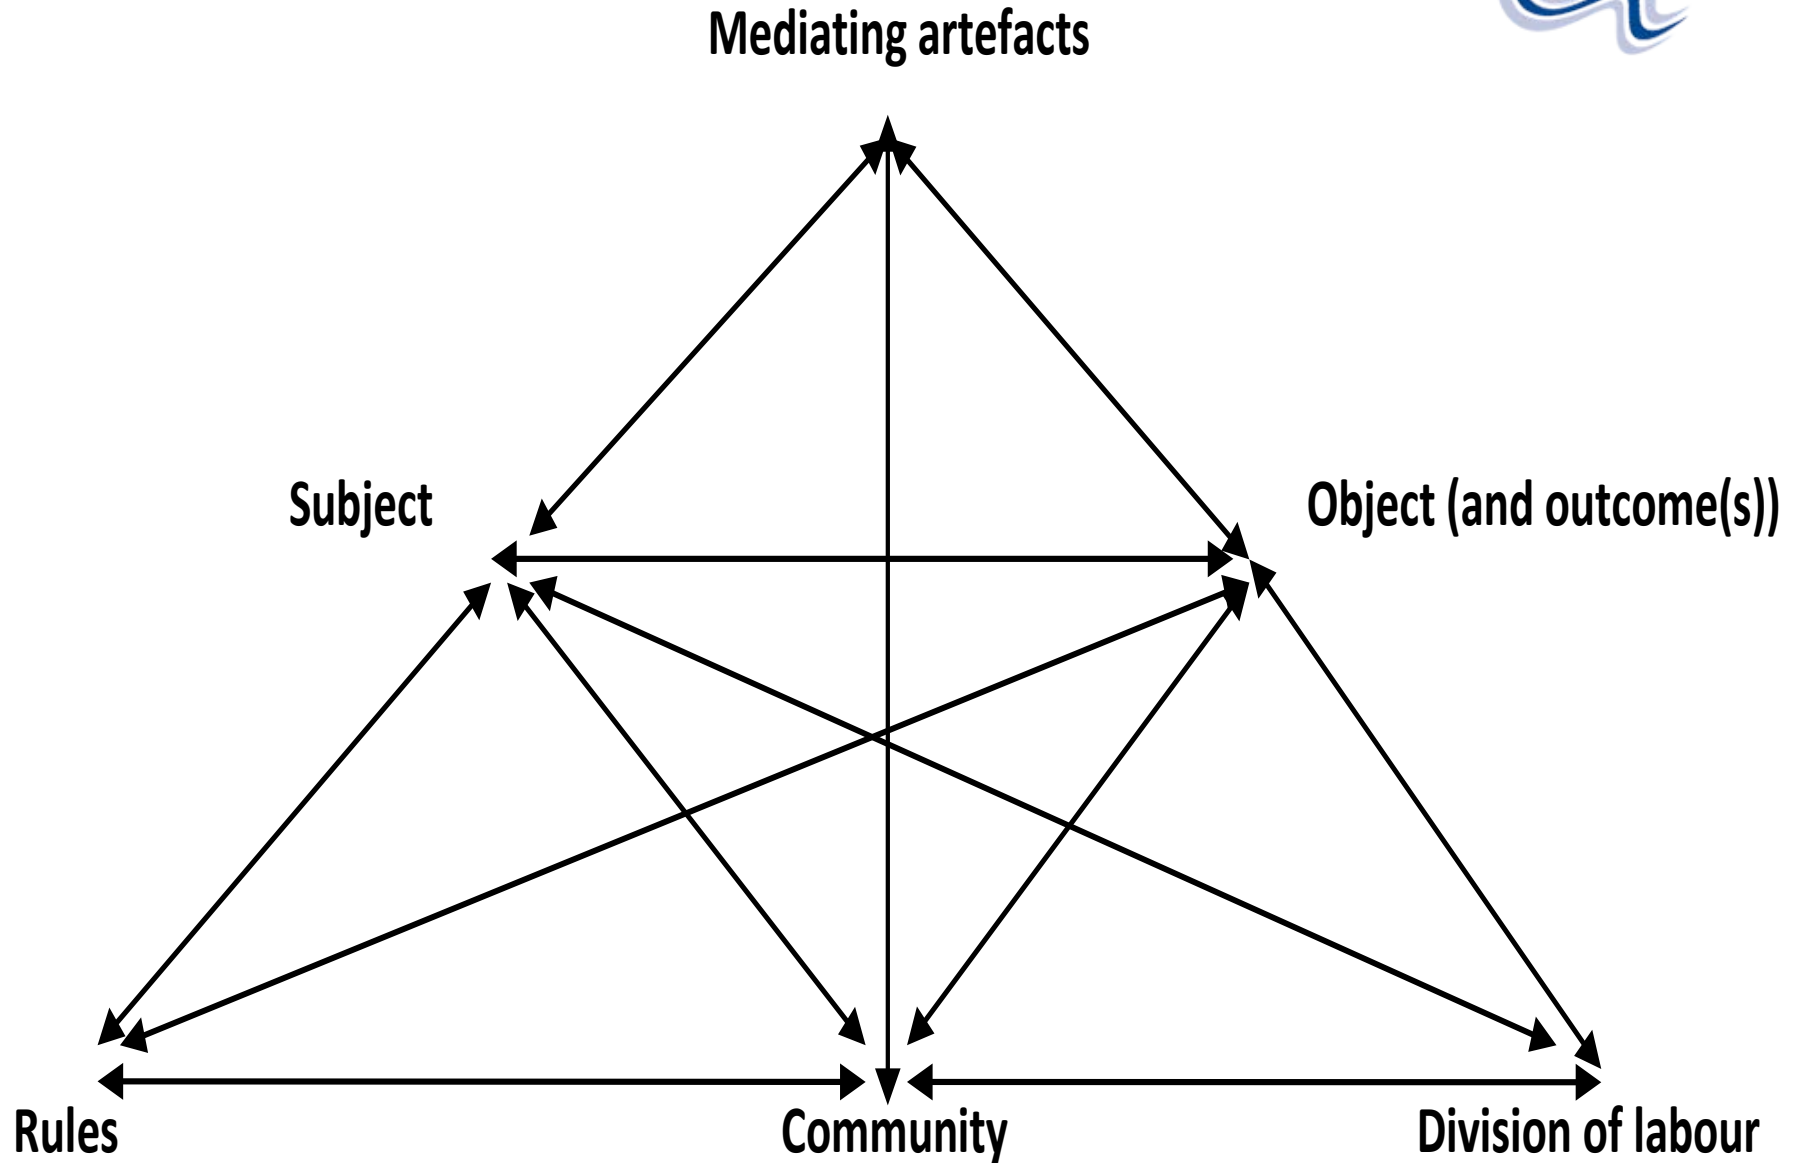 Mediating artefacts
Subject
Object (and outcome(s))
Rules
Community
Division of labour